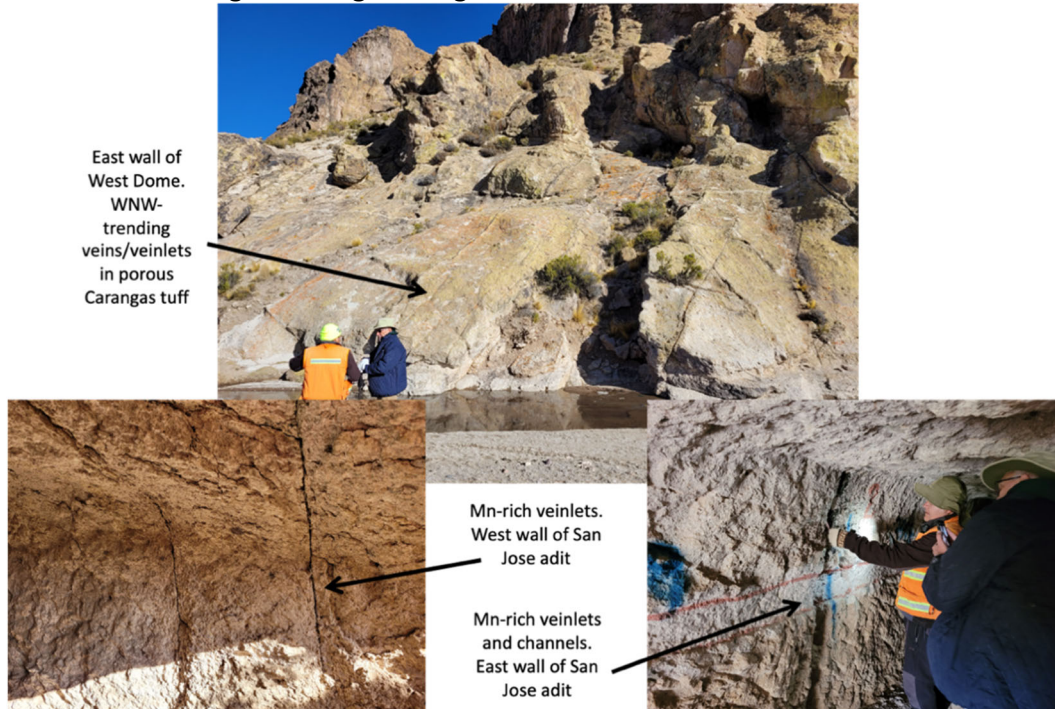 East wall of
West Dome.
WNW-
trending
veins/veinlets
in porous
Carangas tuff
Mn-rich veinlets.
West wall of San
Jose adit
Mn-rich veinlets
and channels.
East wall of San
Jose adit